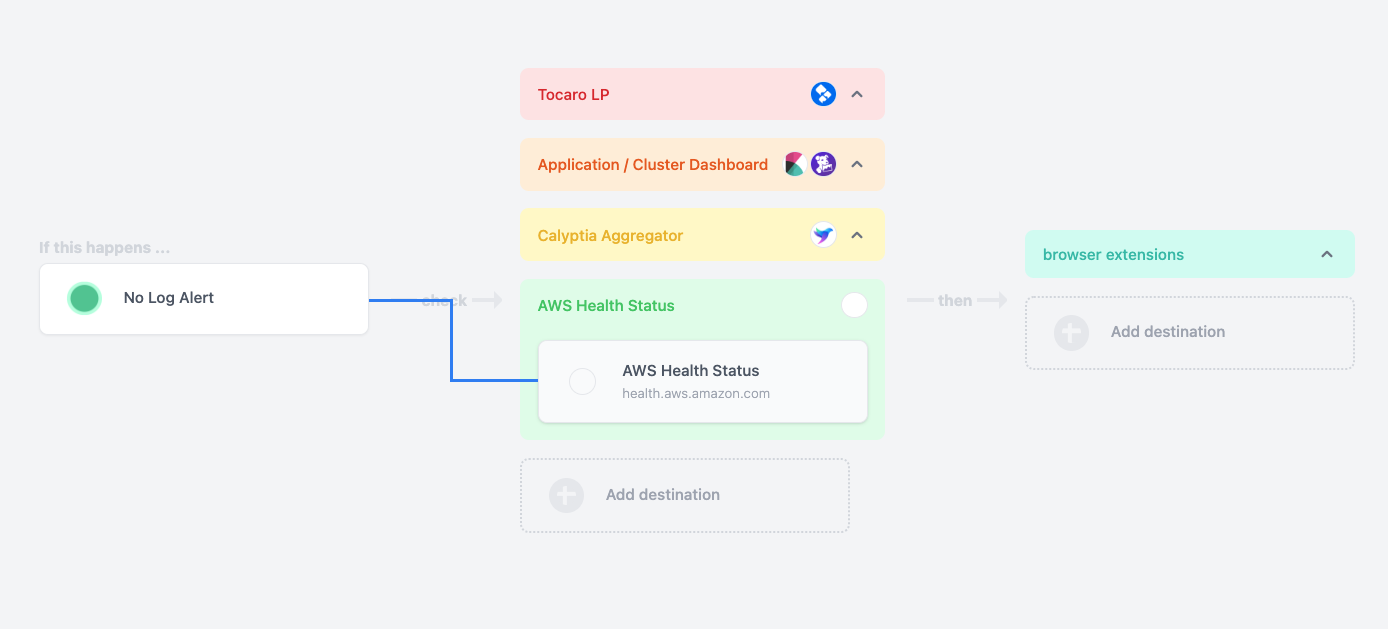 If this happens ...
No Log Alert
check
Tocaro LP
Application / Cluster Dashboard
Calyptia Aggregator
AWS Health Status
AWS Health Status
health.aws.amazon.com
Add destination
then
browser extensions
Add destination